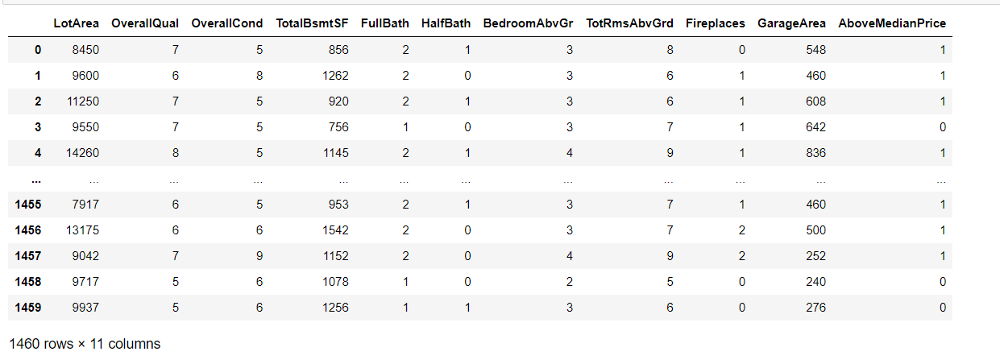 LotArea OverallQual OverallCond TotalBsmtSF FullBath HalfBath BedroomAbvGr TotRmsAbvGrd Fireplaces GarageArea AboveMedianPrice
0 8450 7 5 856 2 1 3 8 0 548 1
1 9600 6 8 1262 2 0 3 6 1 460 1
2 11250 7 5 920 2 1 3 6 1 608 1
3 9550 7 5 756 1 0 3 7 1 642 0
4 14260 8 5 1145 2 1 4 9 1 836 1
... ... ... ... ... ... ... ... ... ... ... ...
1455 7917 6 5 953 2 1 3 7 1 460 1
1456 13175 6 6 1542 2 0 3 7 2 500 1
1457 9042 7 9 1152 2 0 4 9 2 252 1
1458 9717 5 6 1078 1 0 2 5 0 240 0
1459 9937 5 6 1256 1 1 3 6 0 276 0
1460 rows × 11 columns